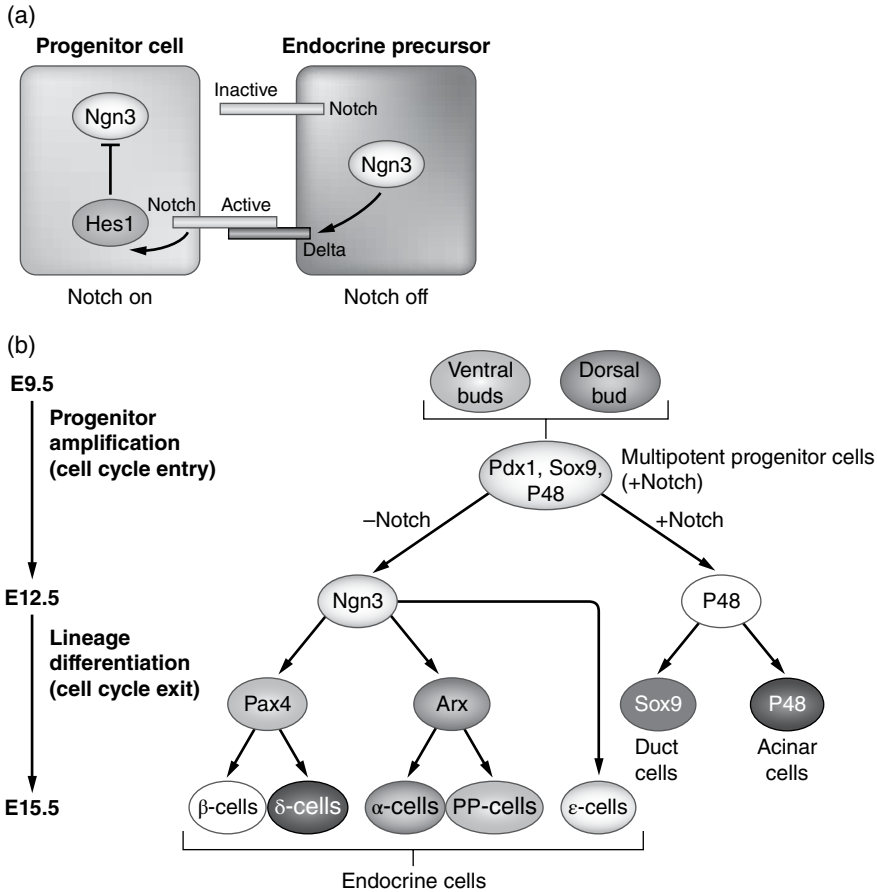 (a)
Progenitor cell
Endocrine precursor
Inactive
Notch
Ngn3
Ngn3
Notch
Active
Hes1
Delta
Notch on
Notch off
(b)
E9.5
Ventral
buds
Dorsal
bud
Progenitor
amplification
(cell cycle entry)
Pdx1, Sox9,
P48
Multipotent progenitor cells
(+Notch)
–Notch
+Notch
E12.5
Ngn3
P48
Lineage
differentiation
(cell cycle exit)
Pax4
Arx
Sox9
P48
Duct
cells
Acinar
cells
E15.5
β-cells
δ-cells
α-cells
PP-cells
ε-cells
Endocrine cells